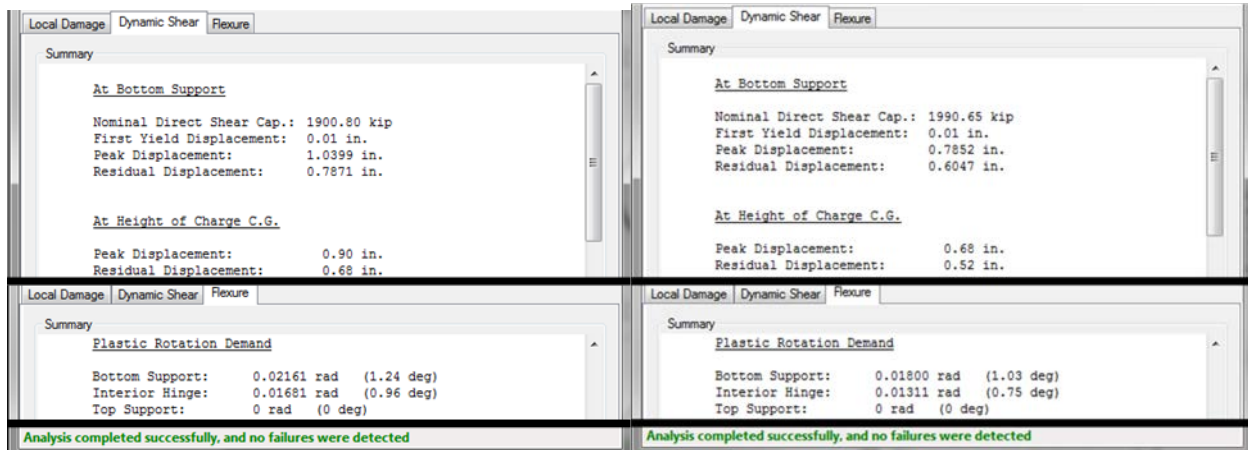 Local Damage Dynamic Shear Flexure
Summary
At Bottom Support
Nominal Direct Shear Cap.: 1900.80 kip
First Yield Displacement: 0.01 in.
Peak Displacement: 1.0399 in.
Residual Displacement: 0.7871 in.
At Height of Charge C.G.
Peak Displacement: 0.90 in.
Residual Displacement: 0.68 in.
Local Damage Dynamic Shear Flexure
Summary
Plastic Rotation Demand
Bottom Support: 0.02161 rad (1.24 deg)
Interior Hinge: 0.01681 rad (0.96 deg)
Top Support: 0 rad (0 deg)
Analysis completed successfully, and no failures were detected
Local Damage Dynamic Shear Flexure
Summary
At Bottom Support
Nominal Direct Shear Cap.: 1990.65 kip
First Yield Displacement: 0.01 in.
Peak Displacement: 0.7852 in.
Residual Displacement: 0.6047 in.
At Height of Charge C.G.
Peak Displacement: 0.68 in.
Residual Displacement: 0.52 in.
Local Damage Dynamic Shear Flexure
Summary
Plastic Rotation Demand
Bottom Support: 0.01800 rad (1.03 deg)
Interior Hinge: 0.01311 rad (0.75 deg)
Top Support: 0 rad (0 deg)
Analysis completed successfully, and no failures were detected